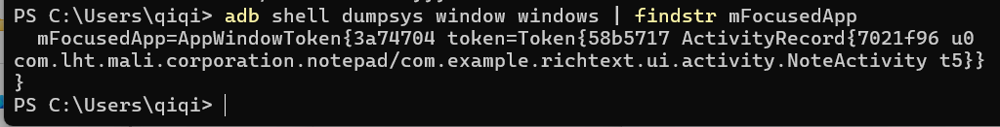 PS C:\Users\qiqi> adb shell dumpsys window windows | findstr mFocusedApp
  mFocusedApp=AppWindowToken{3a74704 token=Token{58b5717 ActivityRecord{7021f96 u0
com.lht.mali.corporation.notepad/com.example.richtext.ui.activity.NoteActivity t5}}
}
PS C:\Users\qiqi>